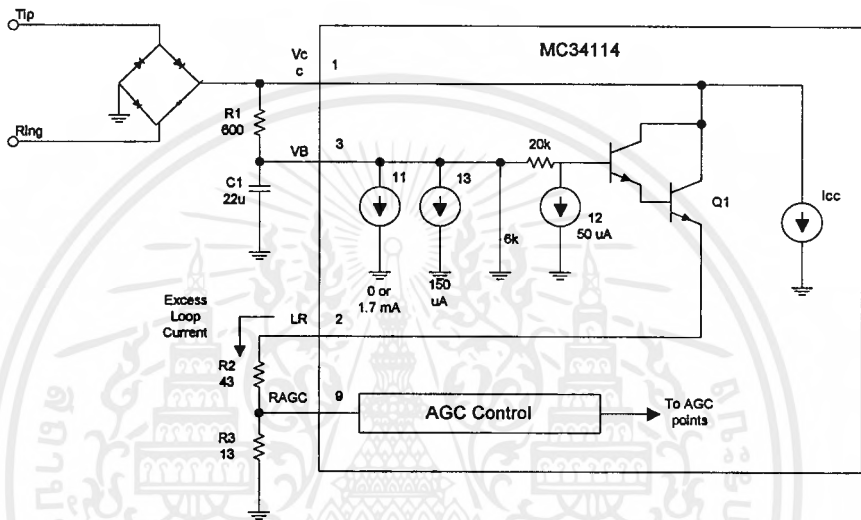 Tip
Ring
Vc
c
1
MC34114
R1
600
VB
3
20k
11
13
12
50 uA
Q1
Icc
C1
22u
6k
0 or
1.7 mA
150
uA
Excess
Loop
Current
LR
2
R2
43
RAGC
9
AGC Control
To AGC
points
R3
13